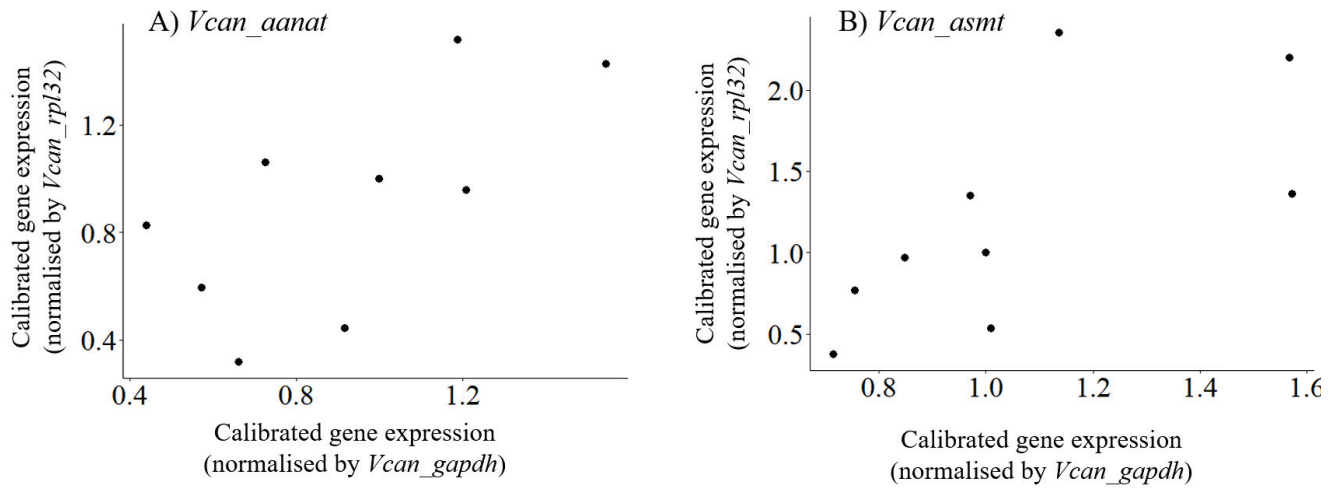 A) Vcan_aanat
Calibrated gene expression
(normalised by Vcan_rpl32)
1.2
0.8
0.4
0.4 0.8 1.2
Calibrated gene expression
(normalised by Vcan_gapdh)
B) Vcan_asmt
Calibrated gene expression
(normalised by Vcan_rpl32)
2.0
1.5
1.0
0.5
0.8 1.0 1.2 1.4 1.6
Calibrated gene expression
(normalised by Vcan_gapdh)